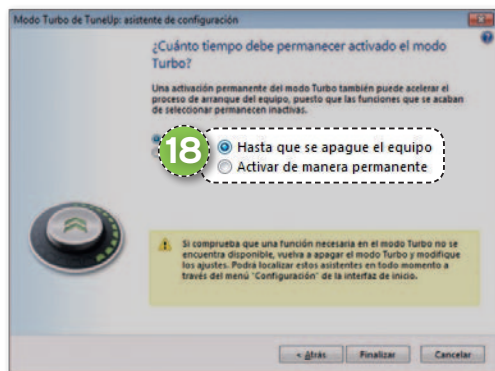 Modo Turbo de TuneUp: asistente de configuración
¿Cuánto tiempo debe permanecer activado el modo
Turbo?
Una activación permanente del modo Turbo también puede acelerar el
proceso de arranque del equipo, puesto que las funciones que se acaban
de seleccionar permanecen inactivas.
18
Hasta que se apague el equipo
Activar de manera permanente
Si comprueba que una función necesaria en el modo Turbo no se
encuentra disponible, vuelva a apagar el modo Turbo y modifique
los ajustes. Podrá localizar estos asistentes en todo momento a
través del menú "Configuración" de la interfaz de inicio.
< Atrás
Finalizar
Cancelar